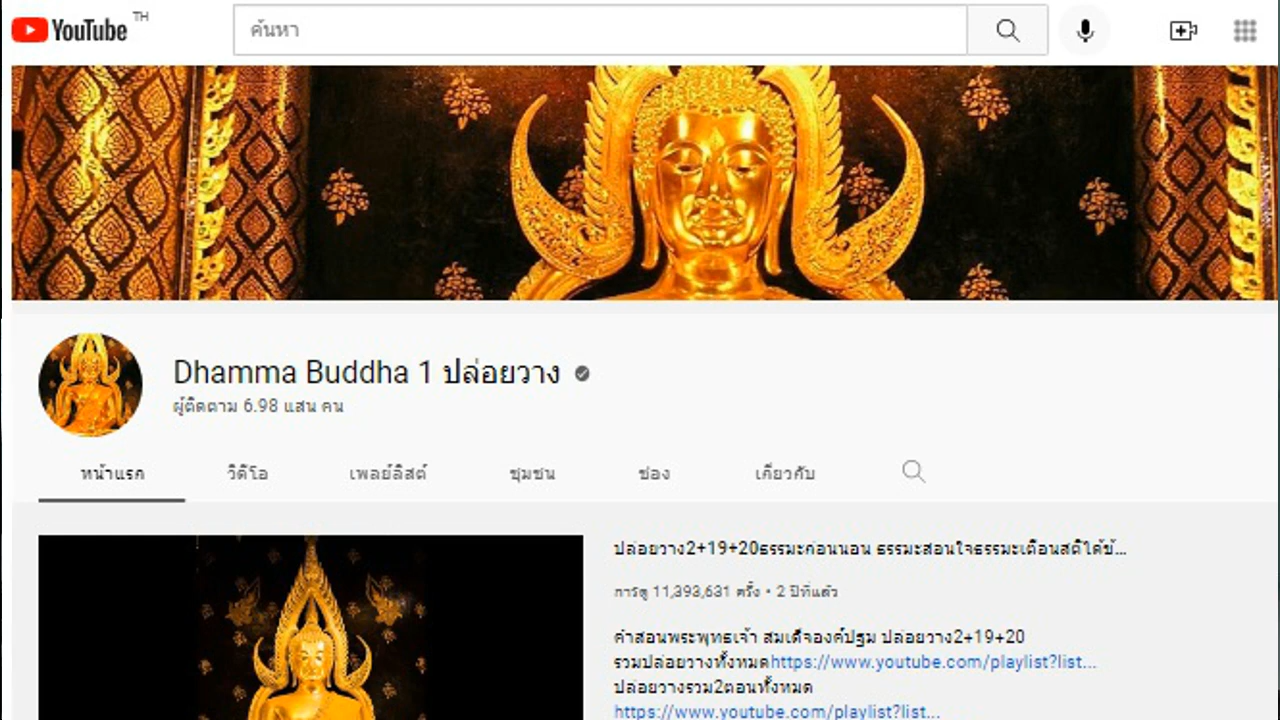 YouTube TH
ค้นหา
Dhamma Buddha 1 ปล่อยวาง
ผู้ติดตาม 6.98 แสน คน
หน้าแรก วิดีโอ เพลย์ลิสต์ ชุมชน ช่อง เกี่ยวกับ
ปล่อยวาง2+19+20ธรรมะก่อนนอน ธรรมะสอนใจธรรมะเตือนสติได้ข้...
การดู 11,393,631 ครั้ง • 2 ปีที่แล้ว
คำสอนพระพุทธเจ้า สมเด็จองค์ปฐม ปล่อยวาง2+19+20
รวมปล่อยวางทั้งหมดhttps://www.youtube.com/playlist?list...
ปล่อยวางรวม2ตอนทั้งหมด
https://www.youtube.com/playlist?list...